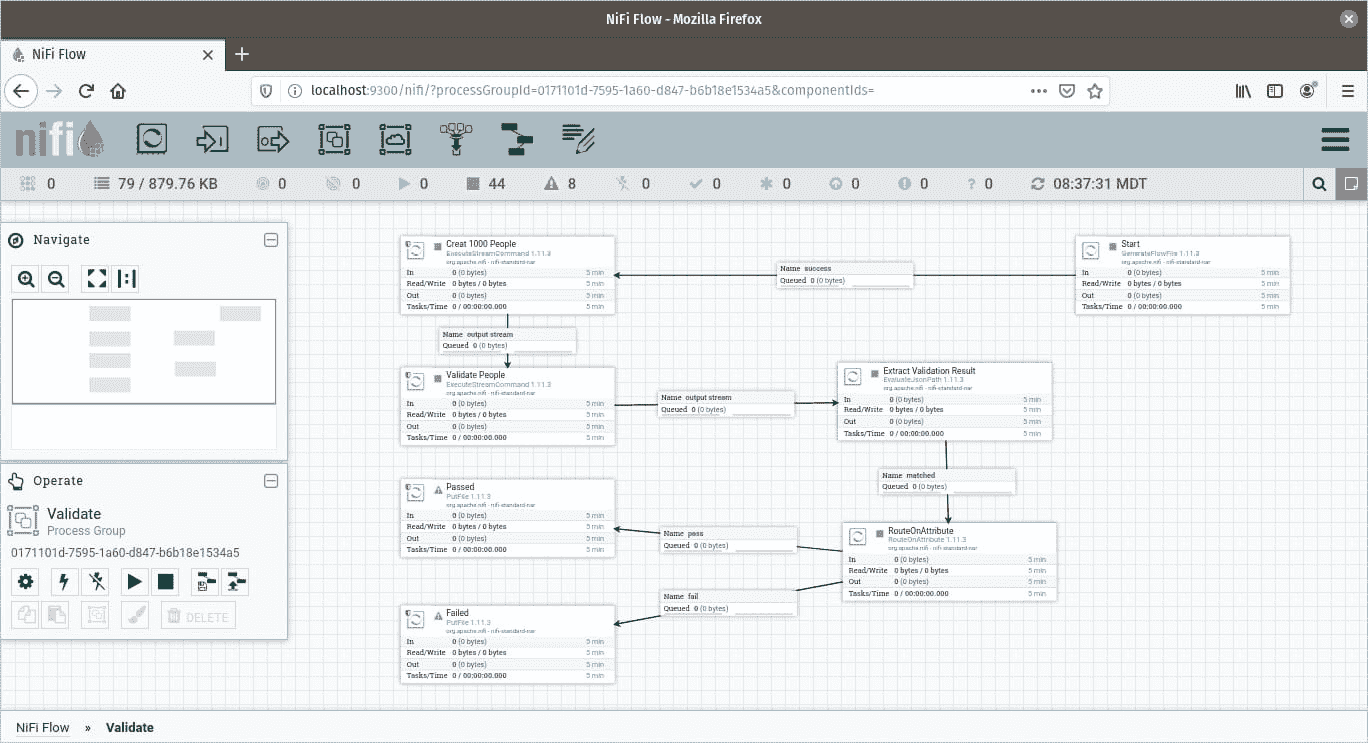 NiFi Flow - Mozilla Firefox
NiFi Flow
localhost:9300/nifi/?processGroupId=0171101d-7595-1a60-d847-b6b18e1534a5&componentIds=
nifi
0 79 / 879.76 KB 0 0 0 44 8 0 0 0 0 0 ? 0 08:37:31 MDT
Navigate
Operate
Validate
Process Group
0171101d-7595-1a60-d847-b6b18e1534a5
DELETE
Creat 1000 People
ExecuteStreamCommand 1.11.3
org.apache.nifi - nifi-standard-nar
In 0 (0 bytes) 5 min
Read/Write 0 bytes / 0 bytes 5 min
Out 0 (0 bytes) 5 min
Tasks/Time 0 / 00:00:00.000 5 min
Name success
Queued 0 (0 bytes)
Start
GenerateFlowFile 1.11.3
org.apache.nifi - nifi-standard-nar
In 0 (0 bytes) 5 min
Read/Write 0 bytes / 0 bytes 5 min
Out 0 (0 bytes) 5 min
Tasks/Time 0 / 00:00:00.000 5 min
Name output stream
Queued 0 (0 bytes)
Validate People
ExecuteStreamCommand 1.11.3
org.apache.nifi - nifi-standard-nar
In 0 (0 bytes) 5 min
Read/Write 0 bytes / 0 bytes 5 min
Out 0 (0 bytes) 5 min
Tasks/Time 0 / 00:00:00.000 5 min
Name output stream
Queued 0 (0 bytes)
Extract Validation Result
EvaluateJsonPath 1.11.3
org.apache.nifi - nifi-standard-nar
In 0 (0 bytes) 5 min
Read/Write 0 bytes / 0 bytes 5 min
Out 0 (0 bytes) 5 min
Tasks/Time 0 / 00:00:00.000 5 min
Name matched
Queued 0 (0 bytes)
Passed
PutFile 1.11.3
org.apache.nifi - nifi-standard-nar
In 0 (0 bytes) 5 min
Read/Write 0 bytes / 0 bytes 5 min
Out 0 (0 bytes) 5 min
Tasks/Time 0 / 00:00:00.000 5 min
Name pass
Queued 0 (0 bytes)
RouteOnAttribute
RouteOnAttribute 1.11.3
org.apache.nifi - nifi-standard-nar
In 0 (0 bytes) 5 min
Read/Write 0 bytes / 0 bytes 5 min
Out 0 (0 bytes) 5 min
Tasks/Time 0 / 00:00:00.000 5 min
Name fail
Queued 0 (0 bytes)
Failed
PutFile 1.11.3
org.apache.nifi - nifi-standard-nar
In 0 (0 bytes) 5 min
Read/Write 0 bytes / 0 bytes 5 min
Out 0 (0 bytes) 5 min
Tasks/Time 0 / 00:00:00.000 5 min
NiFi Flow » Validate